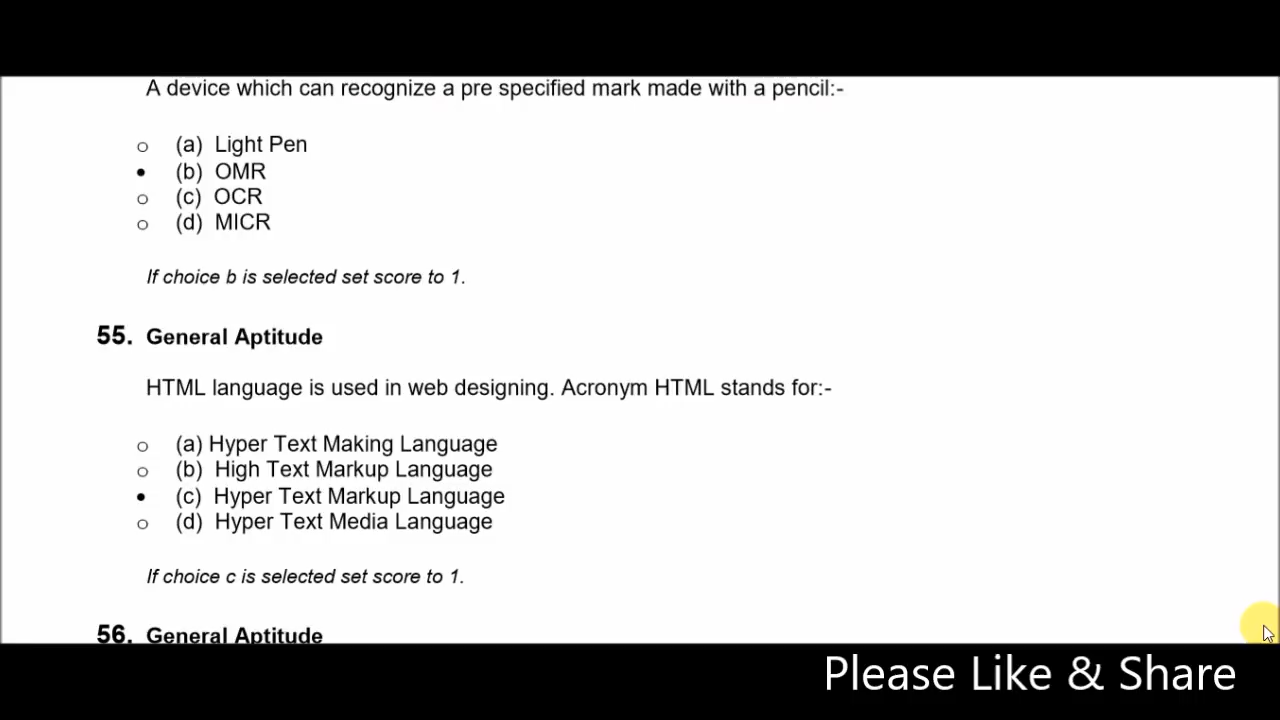 A device which can recognize a pre specified mark made with a pencil:-
(a) Light Pen
(b) OMR
(c) OCR
(d) MICR
If choice b is selected set score to 1.
55. General Aptitude
HTML language is used in web designing. Acronym HTML stands for:-
(a) Hyper Text Making Language
(b) High Text Markup Language
(c) Hyper Text Markup Language
(d) Hyper Text Media Language
If choice c is selected set score to 1.
56. General Aptitude
Please Like & Share